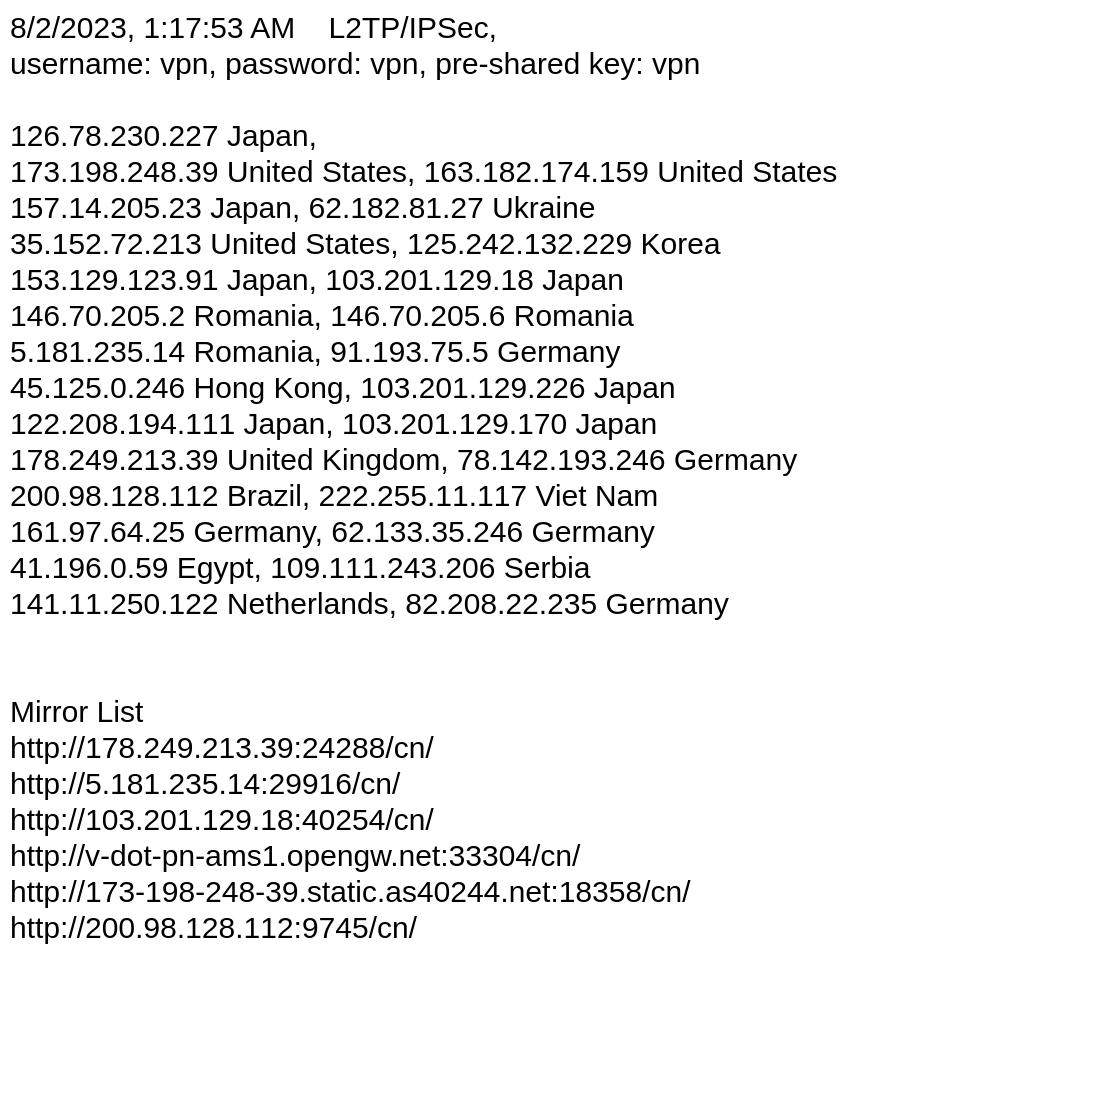 8/2/2023, 1:17:53 AM    L2TP/IPSec,
username: vpn, password: vpn, pre-shared key: vpn
126.78.230.227 Japan,
173.198.248.39 United States, 163.182.174.159 United States
157.14.205.23 Japan, 62.182.81.27 Ukraine
35.152.72.213 United States, 125.242.132.229 Korea
153.129.123.91 Japan, 103.201.129.18 Japan
146.70.205.2 Romania, 146.70.205.6 Romania
5.181.235.14 Romania, 91.193.75.5 Germany
45.125.0.246 Hong Kong, 103.201.129.226 Japan
122.208.194.111 Japan, 103.201.129.170 Japan
178.249.213.39 United Kingdom, 78.142.193.246 Germany
200.98.128.112 Brazil, 222.255.11.117 Viet Nam
161.97.64.25 Germany, 62.133.35.246 Germany
41.196.0.59 Egypt, 109.111.243.206 Serbia
141.11.250.122 Netherlands, 82.208.22.235 Germany
Mirror List
http://178.249.213.39:24288/cn/
http://5.181.235.14:29916/cn/
http://103.201.129.18:40254/cn/
http://v-dot-pn-ams1.opengw.net:33304/cn/
http://173-198-248-39.static.as40244.net:18358/cn/
http://200.98.128.112:9745/cn/